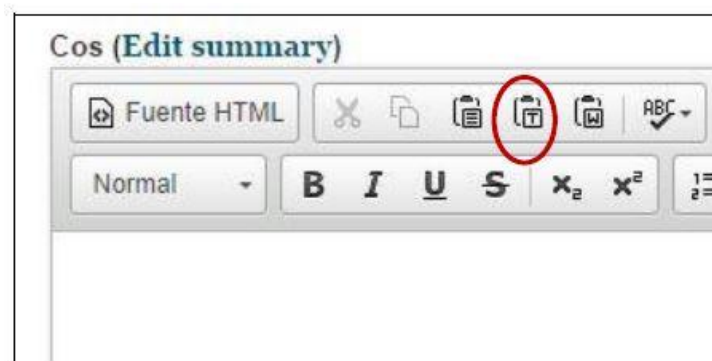 Cos (Edit summary)
Fuente HTML
ABC
Normal B I U S x₂ x²